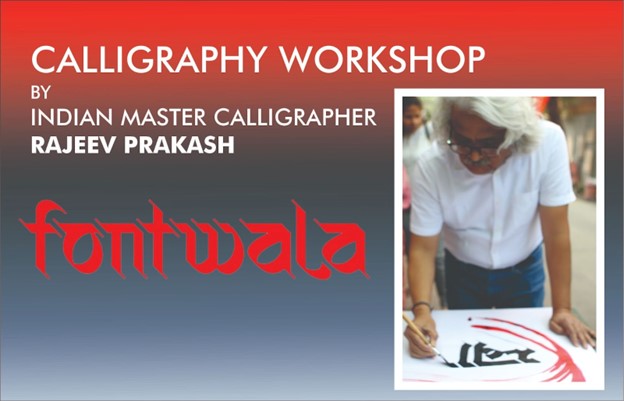 CALLIGRAPHY WORKSHOP
BY
INDIAN MASTER CALLIGRAPHER
RAJEEV PRAKASH
fontwala